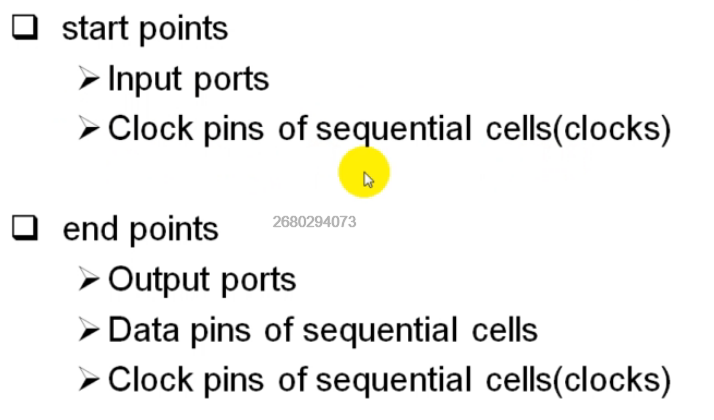 start points
Input ports
Clock pins of sequential cells(clocks)
2680294073
end points
Output ports
Data pins of sequential cells
Clock pins of sequential cells(clocks)